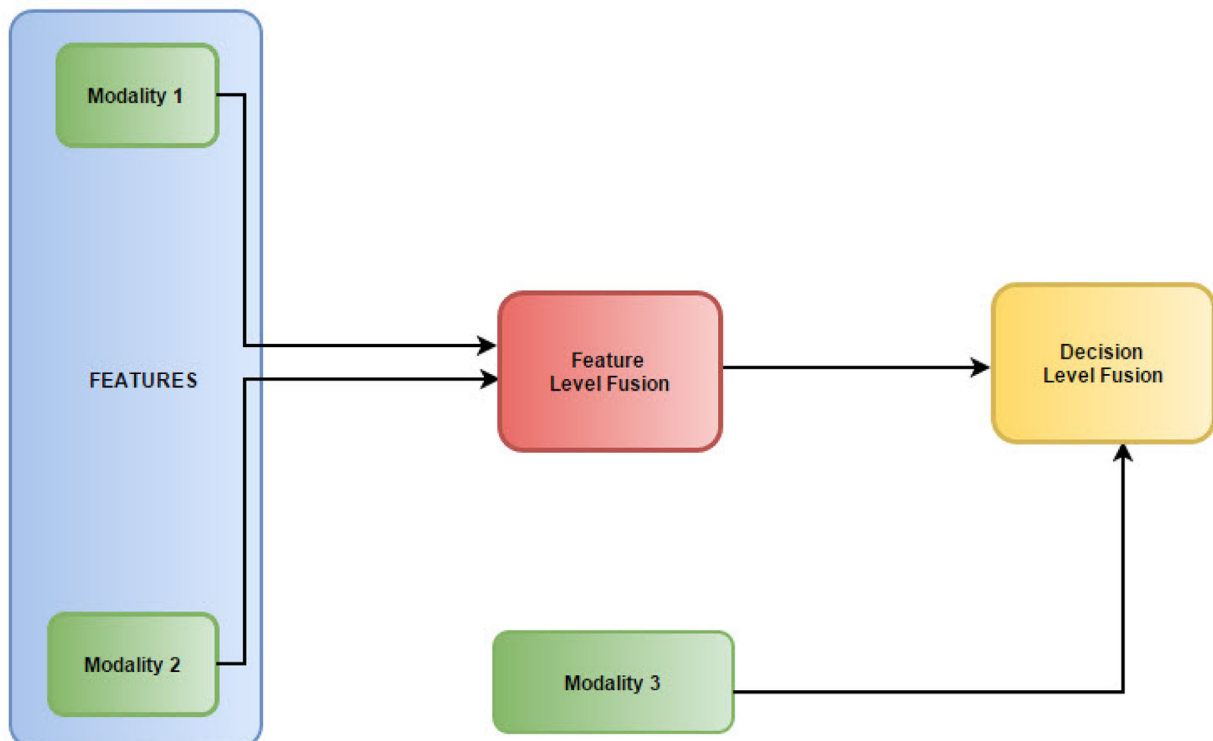 Modality 1
FEATURES
Feature
Level Fusion
Decision
Level Fusion
Modality 2
Modality 3